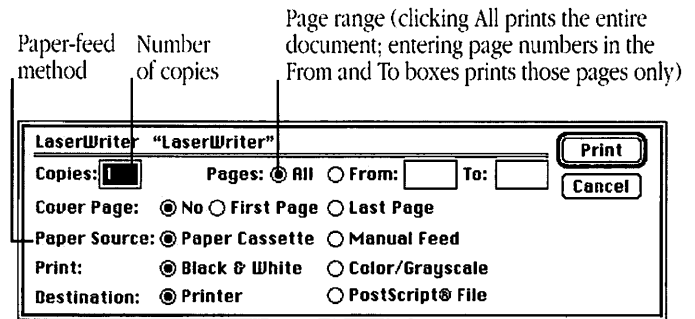 Page range (clicking All prints the entire
document; entering page numbers in the
From and To boxes prints those pages only)
Paper-feed
method
Number
of copies
LaserWriter "LaserWriter"
Print
Copies: 1 Pages: All From: To:
Cancel
Cover Page: No First Page Last Page
Paper Source: Paper Cassette Manual Feed
Print: Black & White Color/Grayscale
Destination: Printer PostScript® File